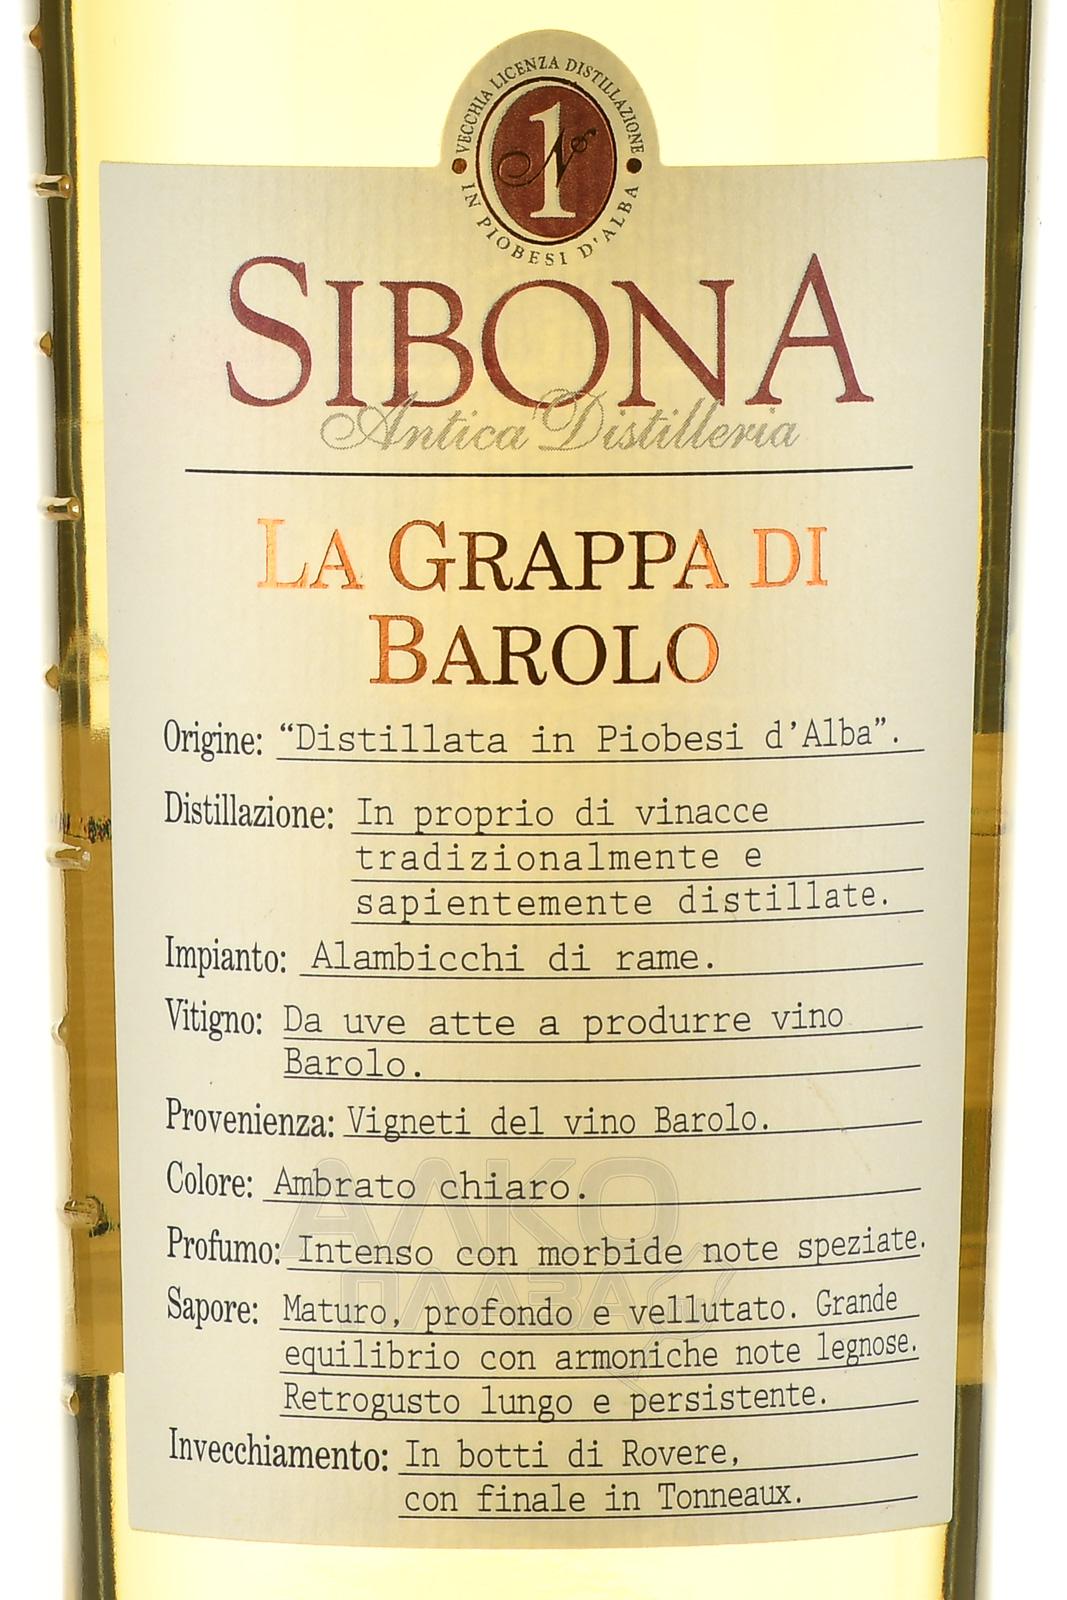 VECCHIA LICENZA DISTILLAZIONE
N° 1
IN PIOBESI D'ALBA
SIBONA
Antica Distilleria
LA GRAPPA DI
BAROLO
Origine: “Distillata in Piobesi d’Alba”.
Distillazione: In proprio di vinacce
tradizionalmente e
sapientemente distillate.
Impianto: Alambicchi di rame.
Vitigno: Da uve atte a produrre vino
Barolo.
Provenienza: Vigneti del vino Barolo.
Colore: Ambrato chiaro.
Profumo: Intenso con morbide note speziate.
Sapore: Maturo, profondo e vellutato. Grande
equilibrio con armoniche note legnose.
Retrogusto lungo e persistente.
Invecchiamento: In botti di Rovere,
con finale in Tonneaux.
АЛКО
ПЛАЗА